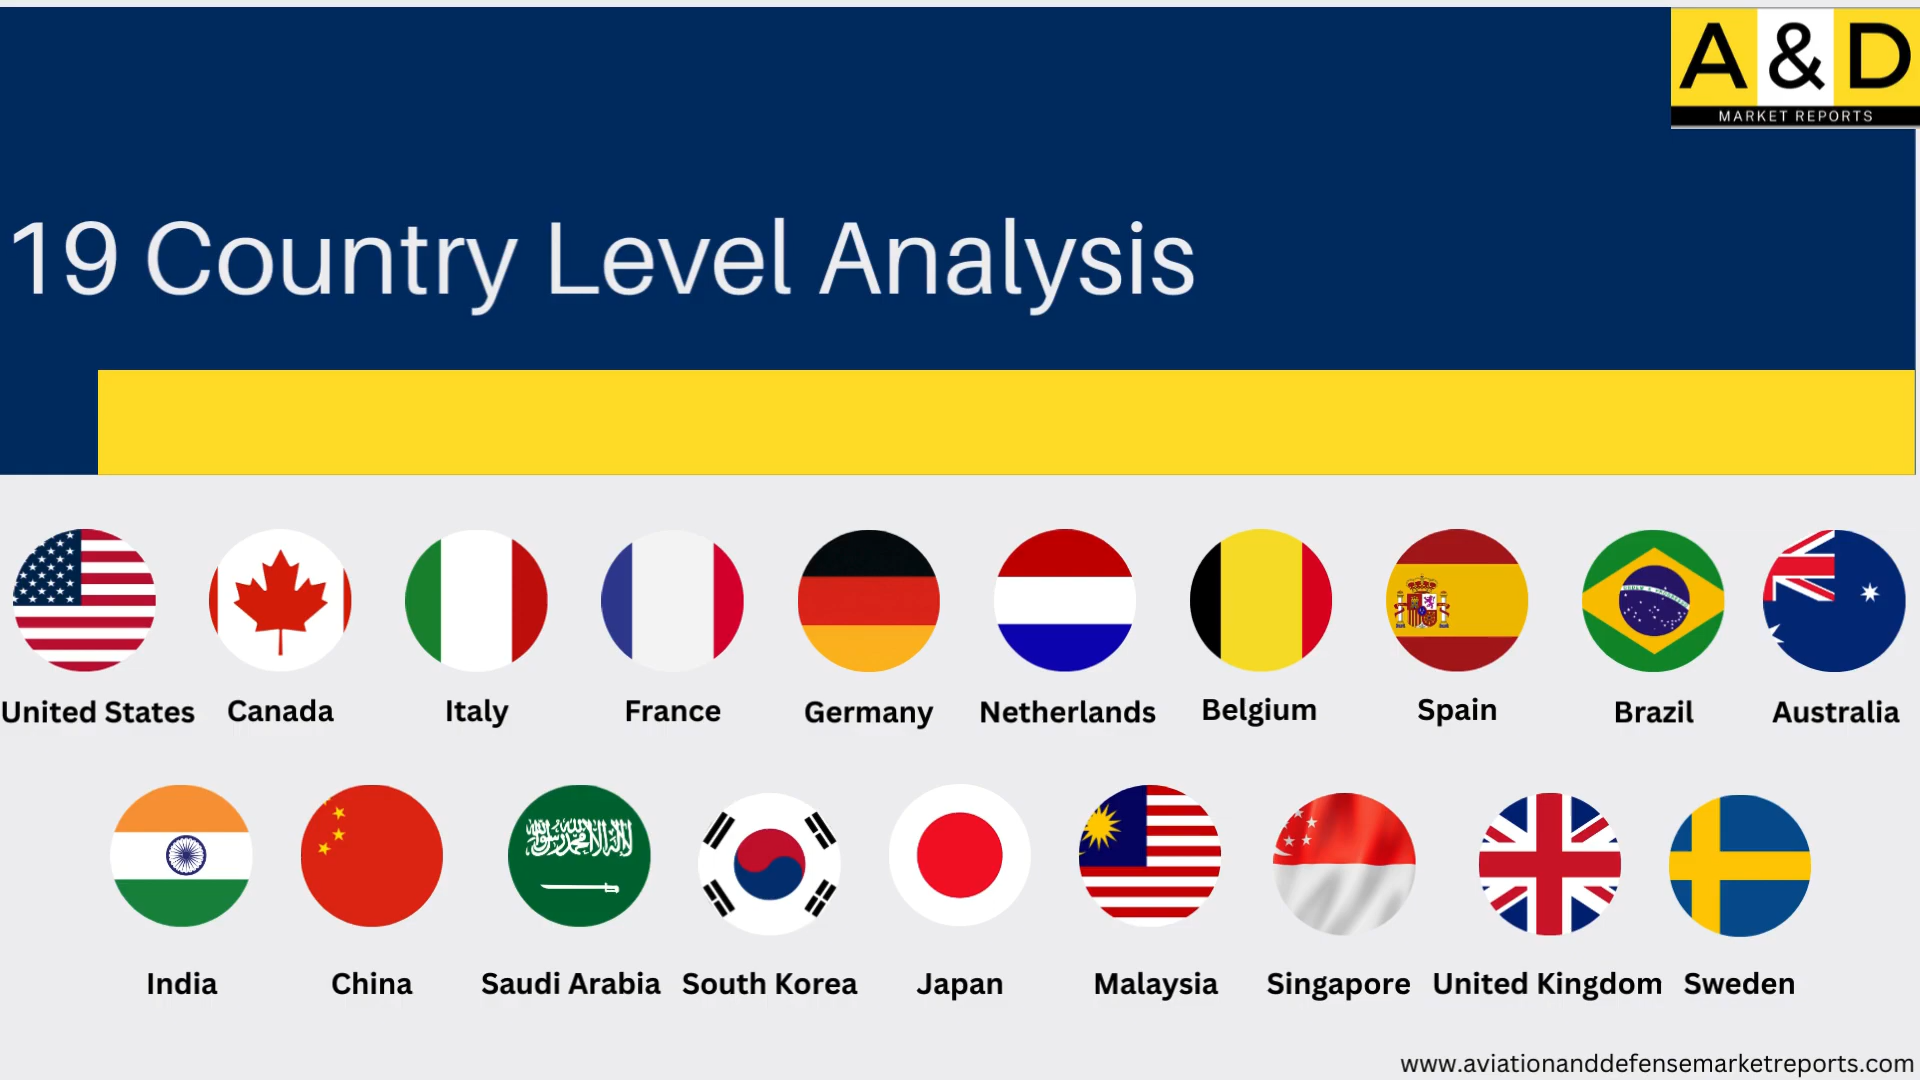 A & D
MARKET REPORTS
19 Country Level Analysis
United States
Canada
Italy
France
Germany
Netherlands
Belgium
Spain
Brazil
Australia
India
China
Saudi Arabia
South Korea
Japan
Malaysia
Singapore
United Kingdom
Sweden
www.aviationanddefensemarketreports.com